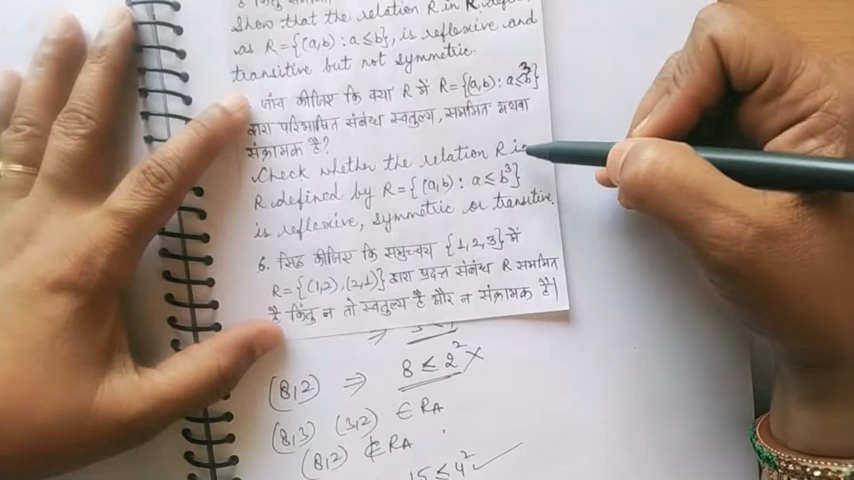 Show that the relation R in R
as R={(a,b) : a≤b}, is reflexive and
transitive but not symmetric.
जाँच कीजिए कि क्या R में R={(a,b) : a≤b³}
द्वारा परिभाषित संबंध स्वतुल्य, सममित अथवा
संक्रामक है?
Check whether the relation R in
R defined by R={(a,b) : a≤b³}
is reflexive, symmetric or transitive.
6. सिद्ध कीजिए कि समुच्चय {1,2,3} में
R={(1,2),(2,1)} द्वारा प्रदत्त संबंध R सममित
है किंतु न तो स्वतुल्य है और न संक्रामक है।
(8,2) ⇒ 8 ≤ 2² ✗
(8,3) (3,2) ∈ RA
(8,2) ∉ RA
15 ≤ 4² ✓